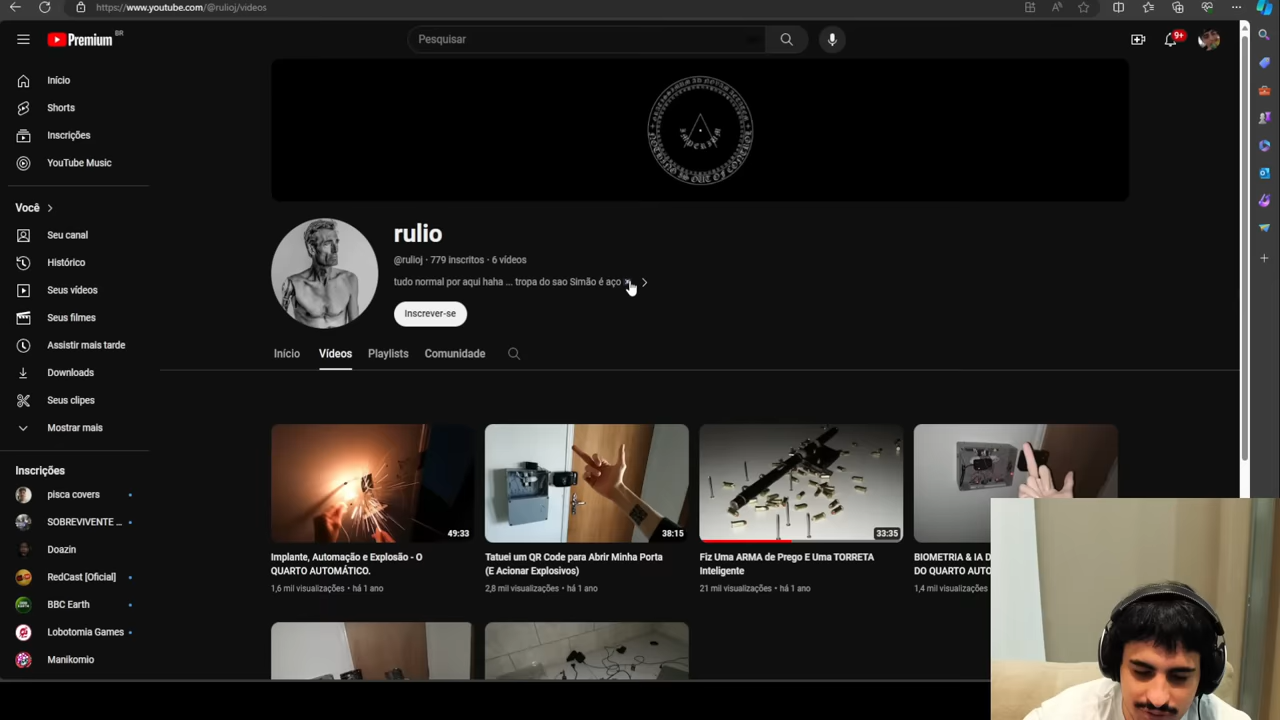 https://www.youtube.com/@rulioj/videos
Premium BR
Pesquisar
9+
Início
Shorts
Inscrições
YouTube Music
Você
Seu canal
Histórico
Seus vídeos
Seus filmes
Assistir mais tarde
Downloads
Seus clipes
Mostrar mais
Inscrições
pisca covers
SOBREVIVENTE ...
Doazin
RedCast [Oficial]
BBC Earth
Lobotomia Games
Manikomio
rulio
@rulioj · 779 inscritos · 6 vídeos
tudo normal por aqui haha ... tropa do sao Simão é aço
Inscrever-se
Início
Vídeos
Playlists
Comunidade
49:33
38:15
33:35
Implante, Automação e Explosão - O
QUARTO AUTOMÁTICO.
1,6 mil visualizações • há 1 ano
Tatuei um QR Code para Abrir Minha Porta
(E Acionar Explosivos)
2,8 mil visualizações • há 1 ano
Fiz Uma ARMA de Prego E Uma TORRETA
Inteligente
21 mil visualizações • há 1 ano
BIOMETRIA & IA D
DO QUARTO AUTO
1,4 mil visualizaç